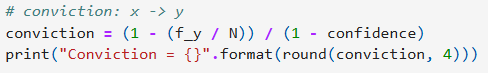 # conviction: x -> y
conviction = (1 - (f_y / N)) / (1 - confidence)
print("Conviction = {}".format(round(conviction, 4)))